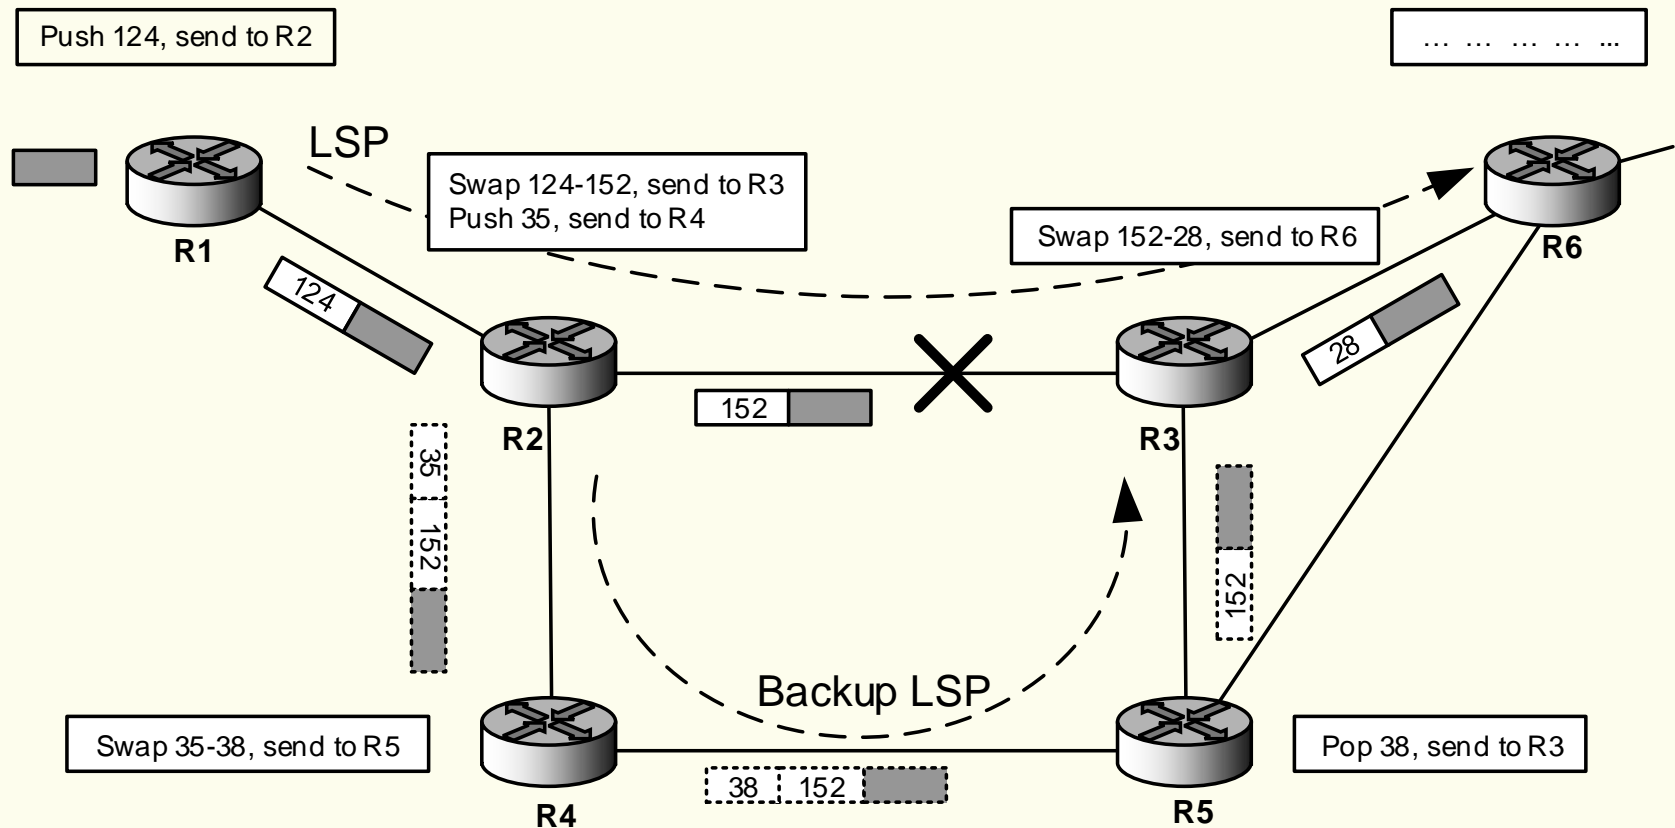 Push 124, send to R2
… … … … ...
LSP
Swap 124-152, send to R3
Push 35, send to R4
Swap 152-28, send to R6
R1
R6
124
28
152
R2
R3
35
152
152
Backup LSP
Swap 35-38, send to R5
Pop 38, send to R3
38 152
R4
R5